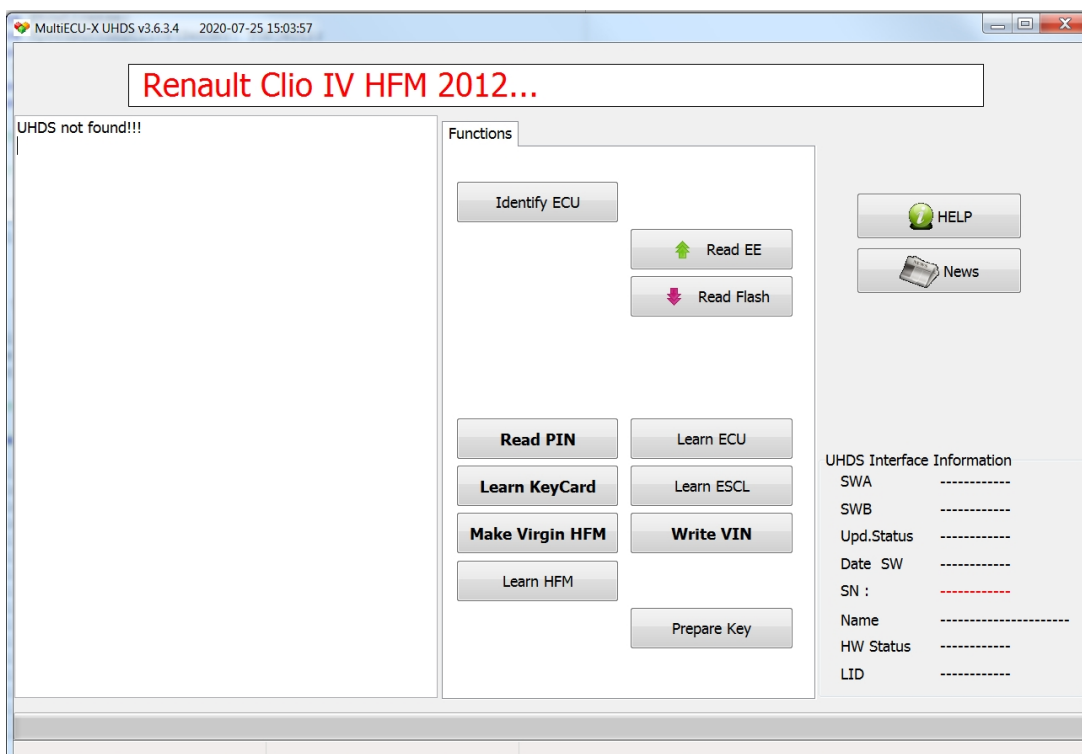 MultiECU-X UHDS v3.6.3.4 2020-07-25 15:03:57
Renault Clio IV HFM 2012...
UHDS not found!!!
Functions
Identify ECU
Read EE
Read Flash
Read PIN
Learn ECU
Learn KeyCard
Learn ESCL
Make Virgin HFM
Write VIN
Learn HFM
Prepare Key
HELP
News
UHDS Interface Information
SWA ------------
SWB ------------
Upd.Status ------------
Date SW ------------
SN : ------------
Name ----------------------
HW Status ------------
LID ------------